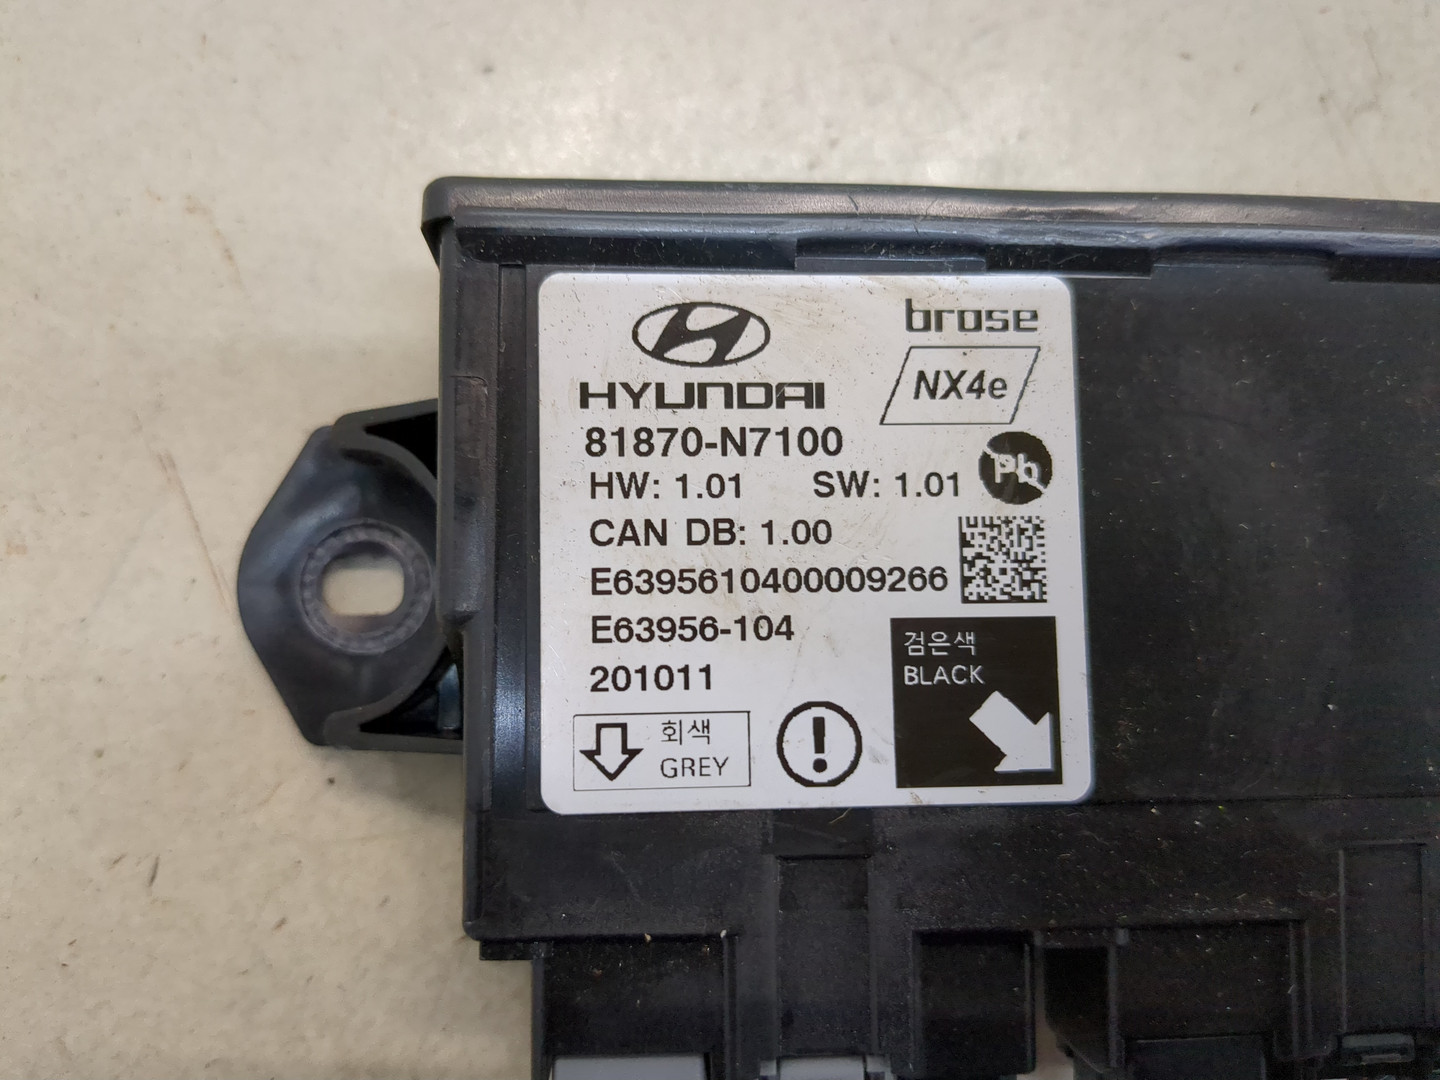 HYUNDAI
brose
NX4e
81870-N7100
HW: 1.01 SW: 1.01
Pb
CAN DB: 1.00
E6395610400009266
E63956-104
201011
검은색
BLACK
회색
GREY